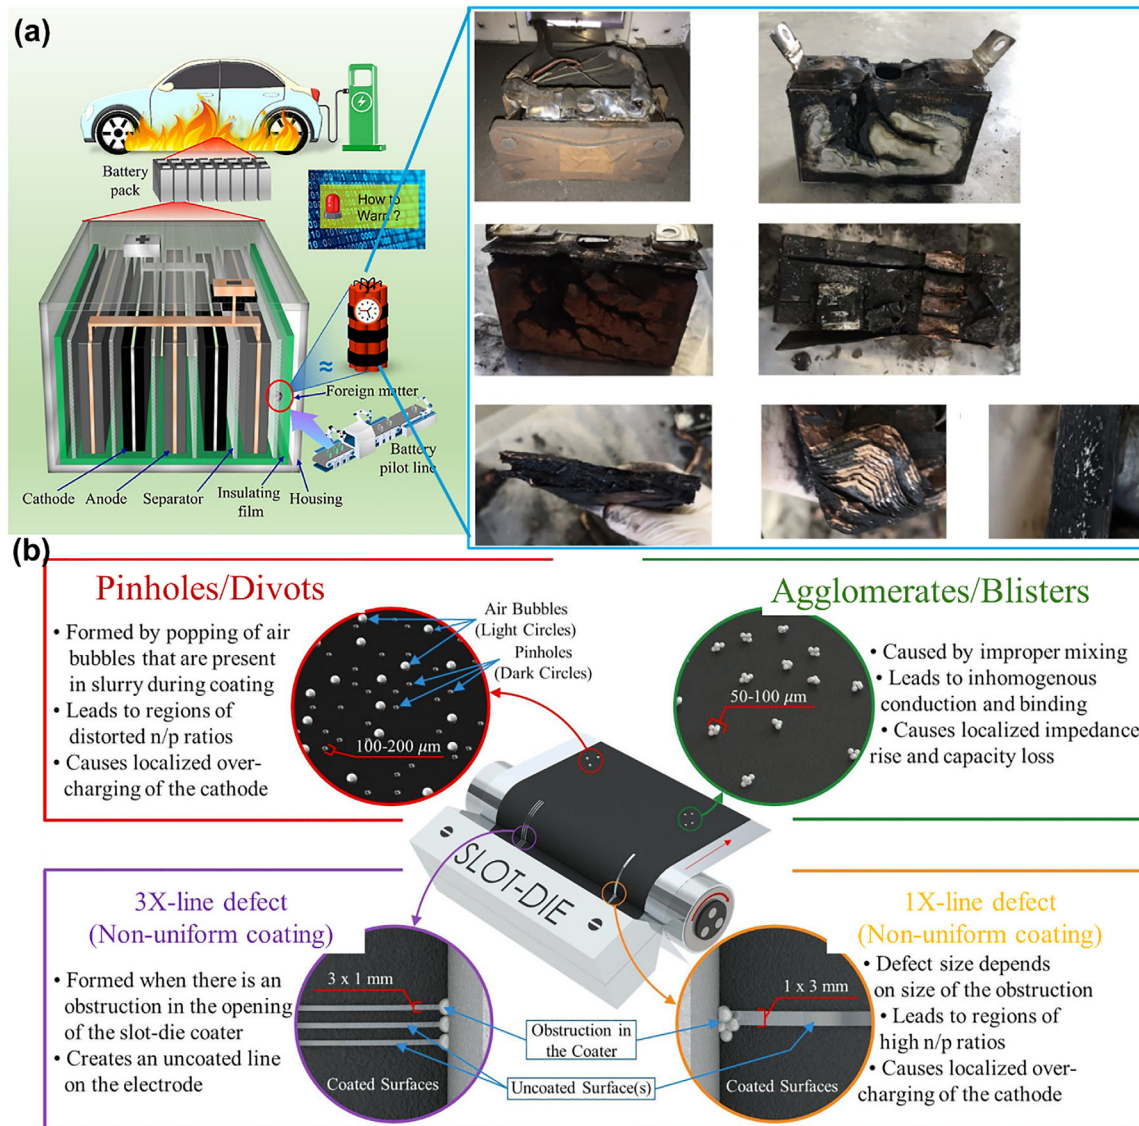 (a)
Battery
pack
How to
Warn ?
≈
Foreign matter
Battery
pilot line
Cathode
Anode
Separator
Insulating
film
Housing
(b)
Pinholes/Divots
• Formed by popping of air
bubbles that are present
in slurry during coating
• Leads to regions of
distorted n/p ratios
• Causes localized over-
charging of the cathode
Air Bubbles
(Light Circles)
Pinholes
(Dark Circles)
100-200 μm
Agglomerates/Blisters
• Caused by improper mixing
• Leads to inhomogenous
conduction and binding
• Causes localized impedance
rise and capacity loss
50-100 μm
SLOT-DIE
3X-line defect
(Non-uniform coating)
• Formed when there is an
obstruction in the opening
of the slot-die coater
• Creates an uncoated line
on the electrode
3 x 1 mm
Coated Surfaces
Obstruction in
the Coater
Uncoated Surface(s)
1X-line defect
(Non-uniform coating)
• Defect size depends
on size of the obstruction
• Leads to regions of
high n/p ratios
• Causes localized over-
charging of the cathode
1 x 3 mm
Coated Surfaces